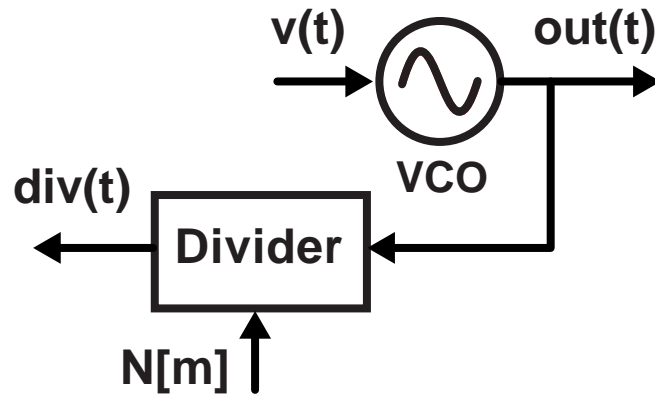 v(t)
out(t)
VCO
div(t)
Divider
N[m]